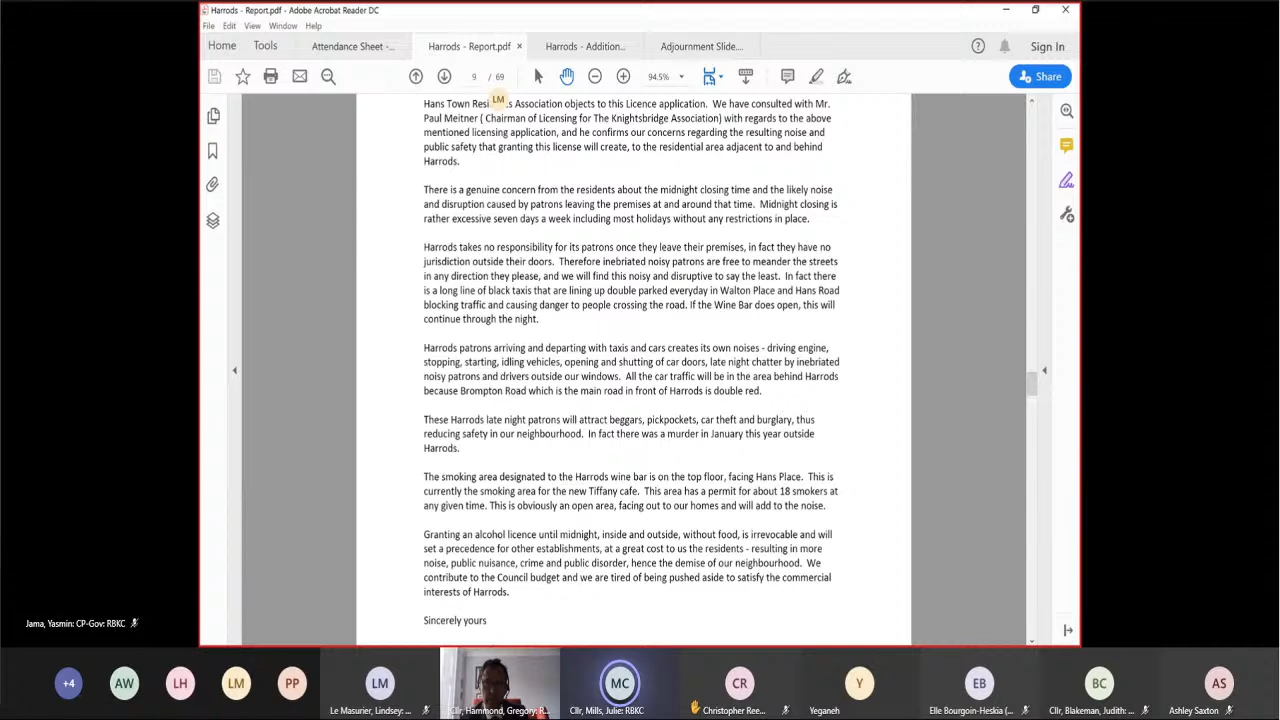 Harrods - Report.pdf - Adobe Acrobat Reader DC
File Edit View Window Help
Home Tools Attendance Sheet -... Harrods - Report.pdf × Harrods - Addition... Adjournment Slide.... Sign In
9 / 69 94.5% Share
LM
Hans Town Resi s Association objects to this Licence application. We have consulted with Mr.
Paul Meitner ( Chairman of Licensing for The Knightsbridge Association) with regards to the above
mentioned licensing application, and he confirms our concerns regarding the resulting noise and
public safety that granting this license will create, to the residential area adjacent to and behind
Harrods.
There is a genuine concern from the residents about the midnight closing time and the likely noise
and disruption caused by patrons leaving the premises at and around that time. Midnight closing is
rather excessive seven days a week including most holidays without any restrictions in place.
Harrods takes no responsibility for its patrons once they leave their premises, in fact they have no
jurisdiction outside their doors. Therefore inebriated noisy patrons are free to meander the streets
in any direction they please, and we will find this noisy and disruptive to say the least. In fact there
is a long line of black taxis that are lining up double parked everyday in Walton Place and Hans Road
blocking traffic and causing danger to people crossing the road. If the Wine Bar does open, this will
continue through the night.
Harrods patrons arriving and departing with taxis and cars creates its own noises - driving engine,
stopping, starting, idling vehicles, opening and shutting of car doors, late night chatter by inebriated
noisy patrons and drivers outside our windows. All the car traffic will be in the area behind Harrods
because Brompton Road which is the main road in front of Harrods is double red.
These Harrods late night patrons will attract beggars, pickpockets, car theft and burglary, thus
reducing safety in our neighbourhood. In fact there was a murder in January this year outside
Harrods.
The smoking area designated to the Harrods wine bar is on the top floor, facing Hans Place. This is
currently the smoking area for the new Tiffany cafe. This area has a permit for about 18 smokers at
any given time. This is obviously an open area, facing out to our homes and will add to the noise.
Granting an alcohol licence until midnight, inside and outside, without food, is irrevocable and will
set a precedence for other establishments, at a great cost to us the residents - resulting in more
noise, public nuisance, crime and public disorder, hence the demise of our neighbourhood. We
contribute to the Council budget and we are tired of being pushed aside to satisfy the commercial
interests of Harrods.
Sincerely yours
Jama, Yasmin: CP-Gov: RBKC
+4 AW LH LM PP LM MC CR Y EB BC AS
Le Masurier, Lindsey: ... Cllr, Hammond, Gregory: R... Cllr, Mills, Julie: RBKC Christopher Ree... Yeganeh Elle Bourgoin-Heskia (... Cllr, Blakeman, Judith: ... Ashley Saxton